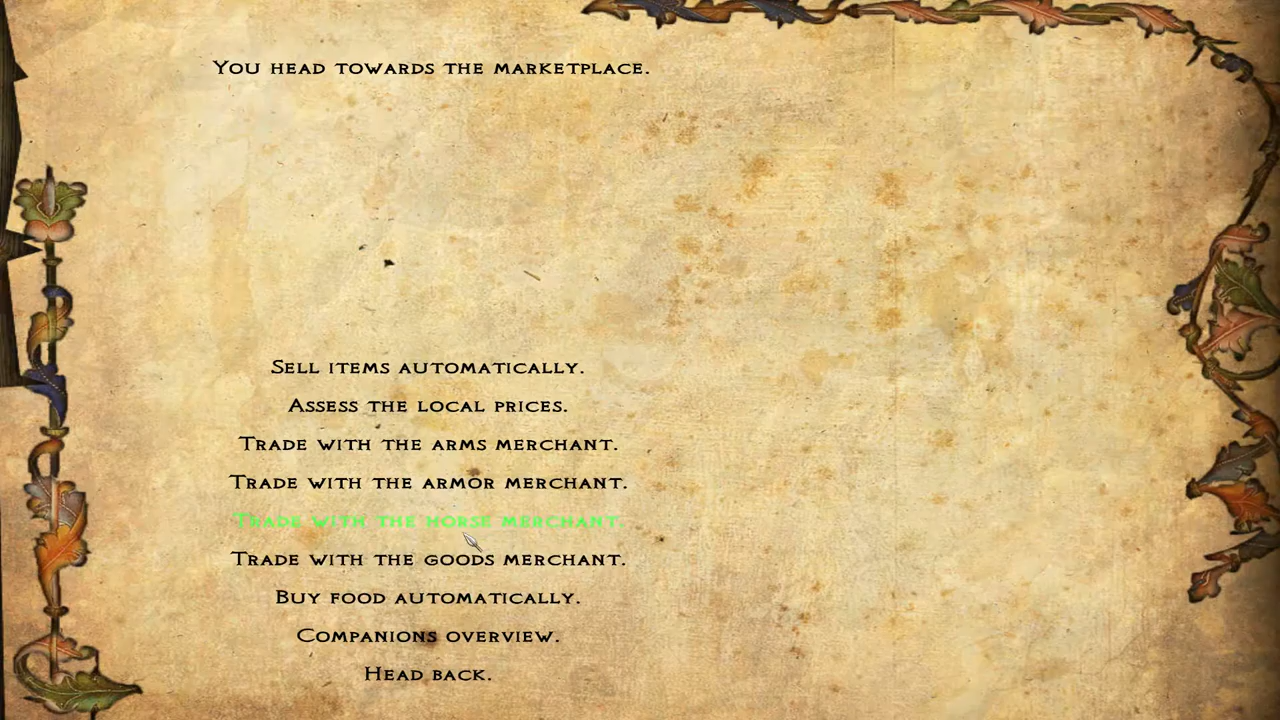 You head towards the marketplace.
Sell items automatically.
Assess the local prices.
Trade with the arms merchant.
Trade with the armor merchant.
Trade with the horse merchant.
Trade with the goods merchant.
Buy food automatically.
Companions overview.
Head back.